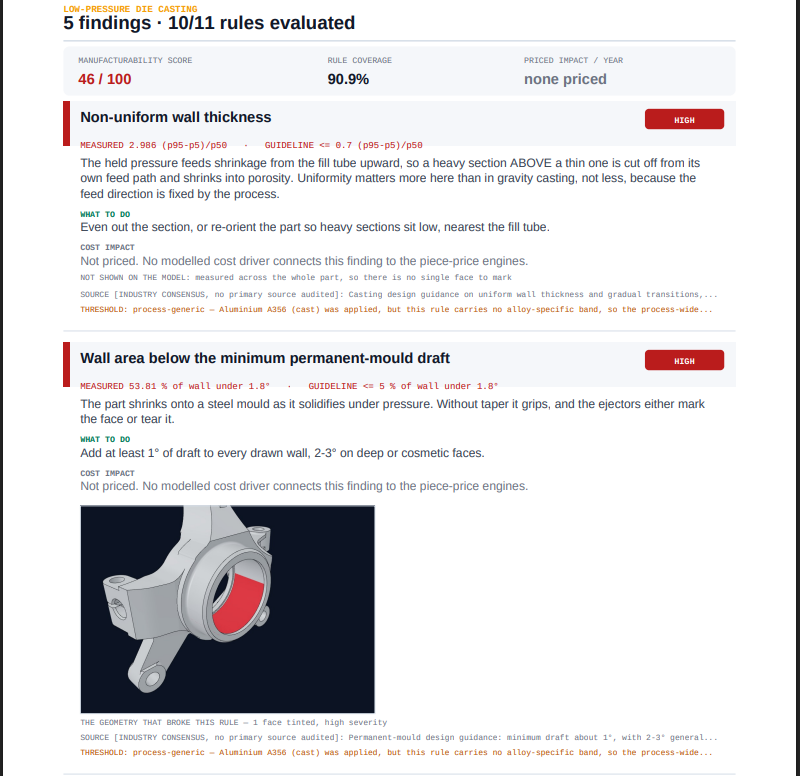 LOW-PRESSURE DIE CASTING
5 findings · 10/11 rules evaluated
MANUFACTURABILITY SCORE
RULE COVERAGE
PRICED IMPACT / YEAR
46 / 100
90.9%
none priced
Non-uniform wall thickness
HIGH
MEASURED 2.986 (p95-p5)/p50 · GUIDELINE <= 0.7 (p95-p5)/p50
The held pressure feeds shrinkage from the fill tube upward, so a heavy section ABOVE a thin one is cut off from its
own feed path and shrinks into porosity. Uniformity matters more here than in gravity casting, not less, because the
feed direction is fixed by the process.
WHAT TO DO
Even out the section, or re-orient the part so heavy sections sit low, nearest the fill tube.
COST IMPACT
Not priced. No modelled cost driver connects this finding to the piece-price engines.
NOT SHOWN ON THE MODEL: measured across the whole part, so there is no single face to mark
SOURCE [INDUSTRY CONSENSUS, no primary source audited]: Casting design guidance on uniform wall thickness and gradual transitions,...
THRESHOLD: process-generic — Aluminium A356 (cast) was applied, but this rule carries no alloy-specific band, so the process-wide...
Wall area below the minimum permanent-mould draft
HIGH
MEASURED 53.81 % of wall under 1.8° · GUIDELINE <= 5 % of wall under 1.8°
The part shrinks onto a steel mould as it solidifies under pressure. Without taper it grips, and the ejectors either mark
the face or tear it.
WHAT TO DO
Add at least 1° of draft to every drawn wall, 2-3° on deep or cosmetic faces.
COST IMPACT
Not priced. No modelled cost driver connects this finding to the piece-price engines.
THE GEOMETRY THAT BROKE THIS RULE — 1 face tinted, high severity
SOURCE [INDUSTRY CONSENSUS, no primary source audited]: Permanent-mould design guidance: minimum draft about 1°, with 2-3° general...
THRESHOLD: process-generic — Aluminium A356 (cast) was applied, but this rule carries no alloy-specific band, so the process-wide...